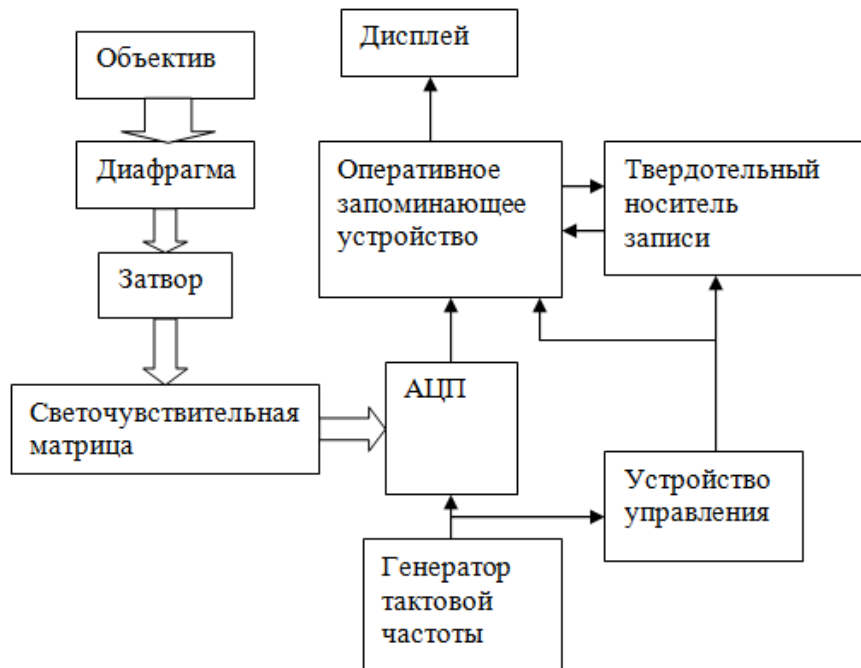 Объектив
Диафрагма
Затвор
Светочувствительная
матрица
Дисплей
Оперативное
запоминающее
устройство
Твердотельный
носитель
записи
АЦП
Устройство
управления
Генератор
тактовой
частоты